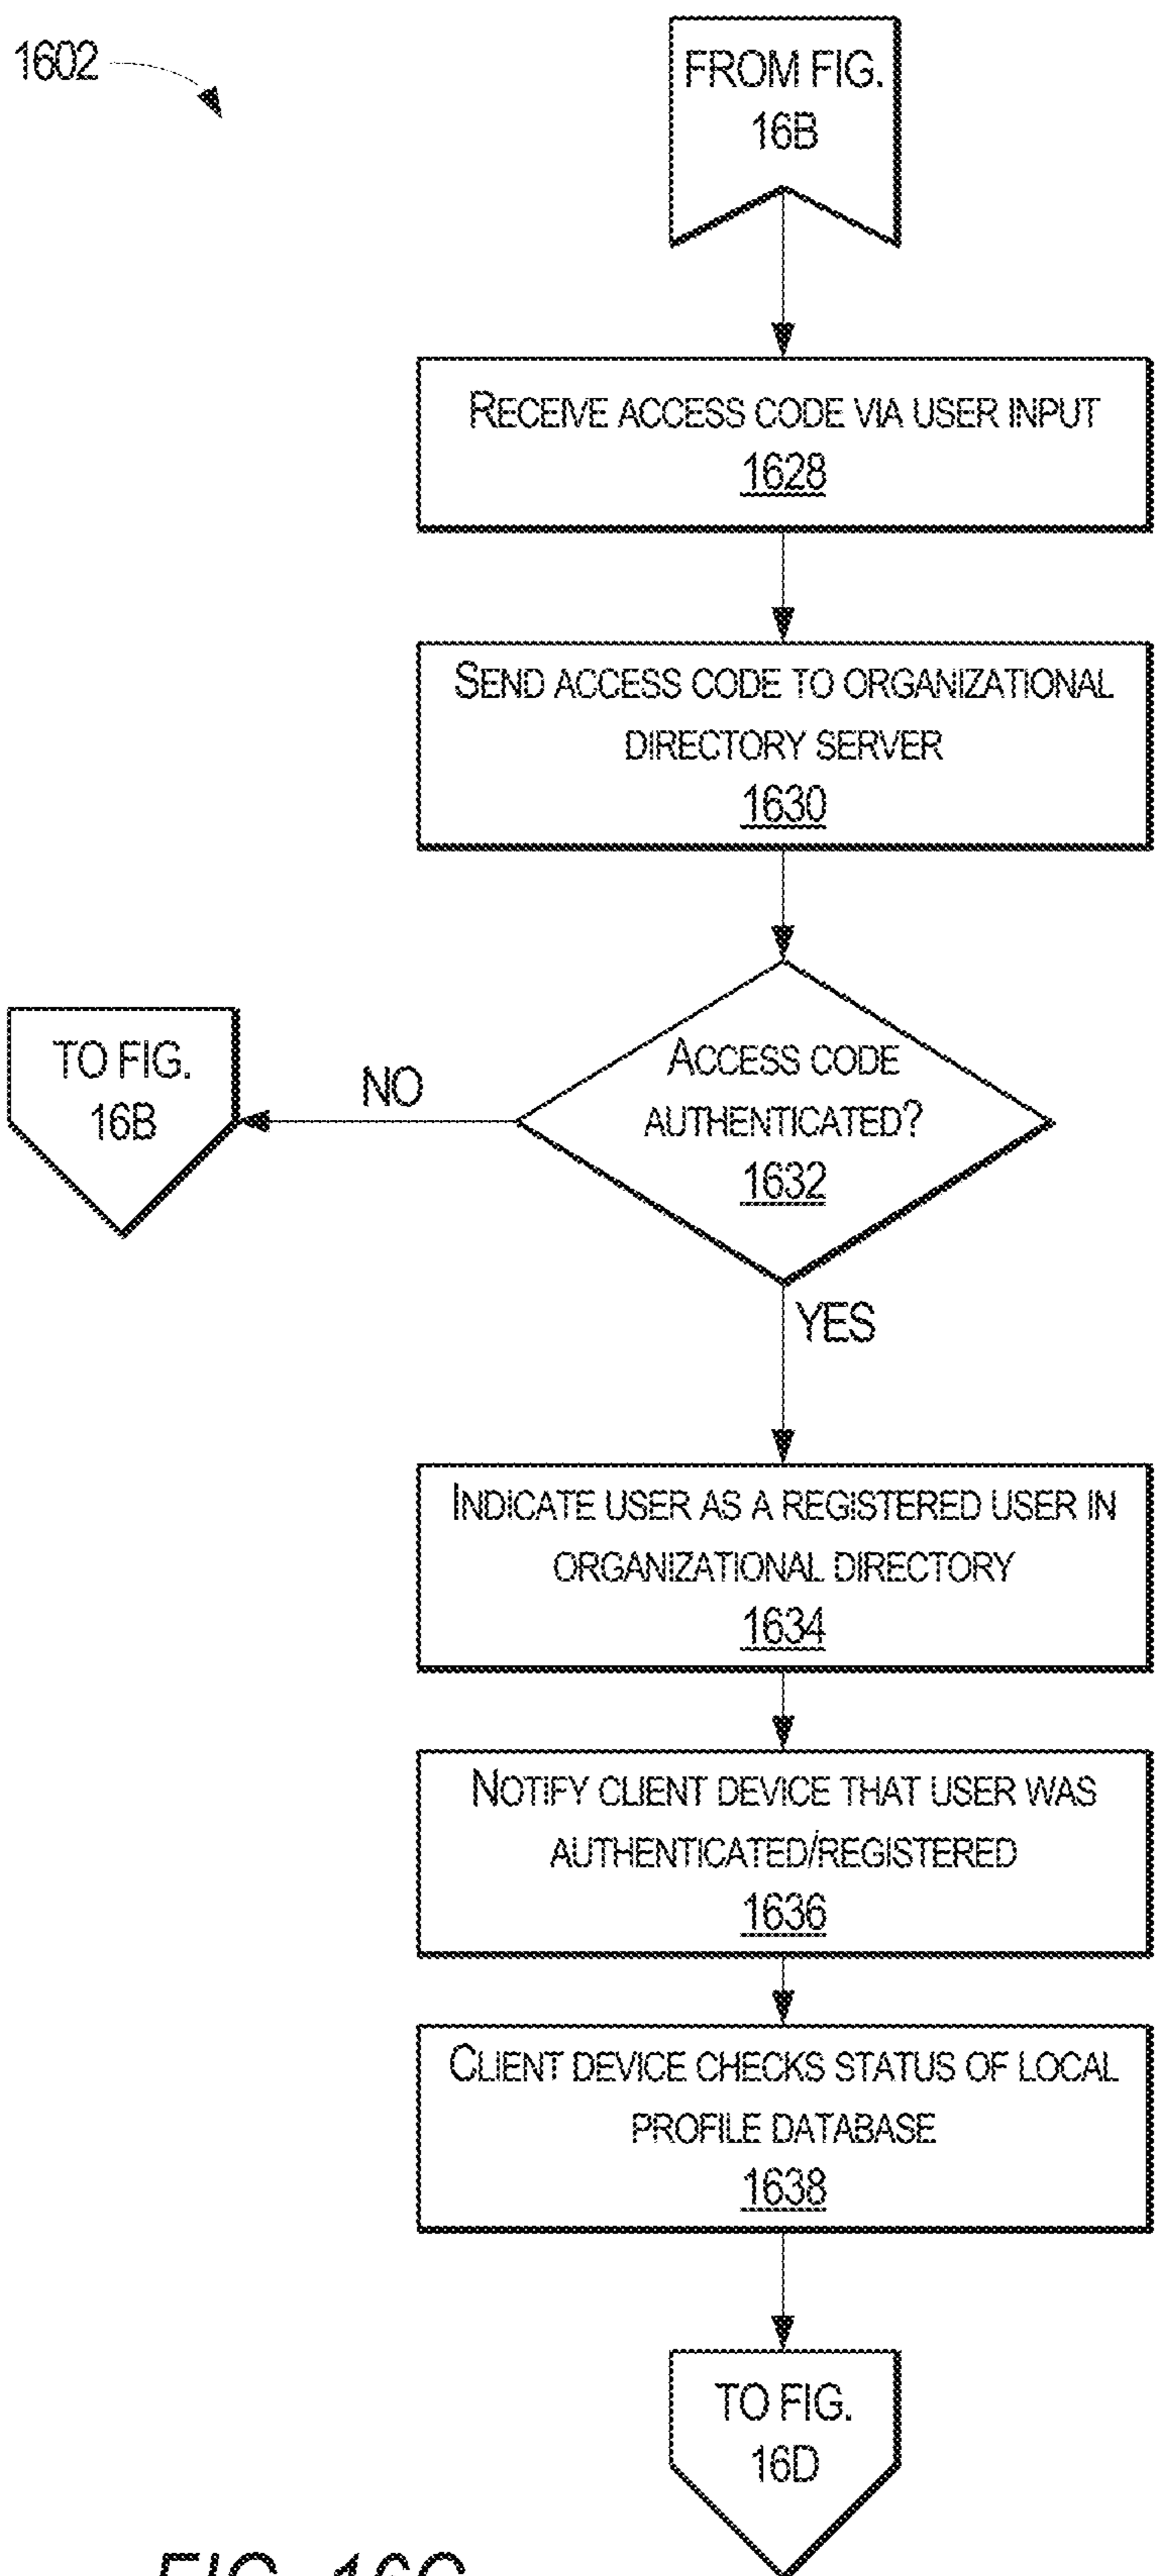 1602
FROM FIG.
16B
RECEIVE ACCESS CODE VIA USER INPUT
1628
SEND ACCESS CODE TO ORGANIZATIONAL
DIRECTORY SERVER
1630
ACCESS CODE
AUTHENTICATED?
1632
NO
TO FIG.
16B
YES
INDICATE USER AS A REGISTERED USER IN
ORGANIZATIONAL DIRECTORY
1634
NOTIFY CLIENT DEVICE THAT USER WAS
AUTHENTICATED/REGISTERED
1636
CLIENT DEVICE CHECKS STATUS OF LOCAL
PROFILE DATABASE
1638
TO FIG.
16D
FIG. 16C